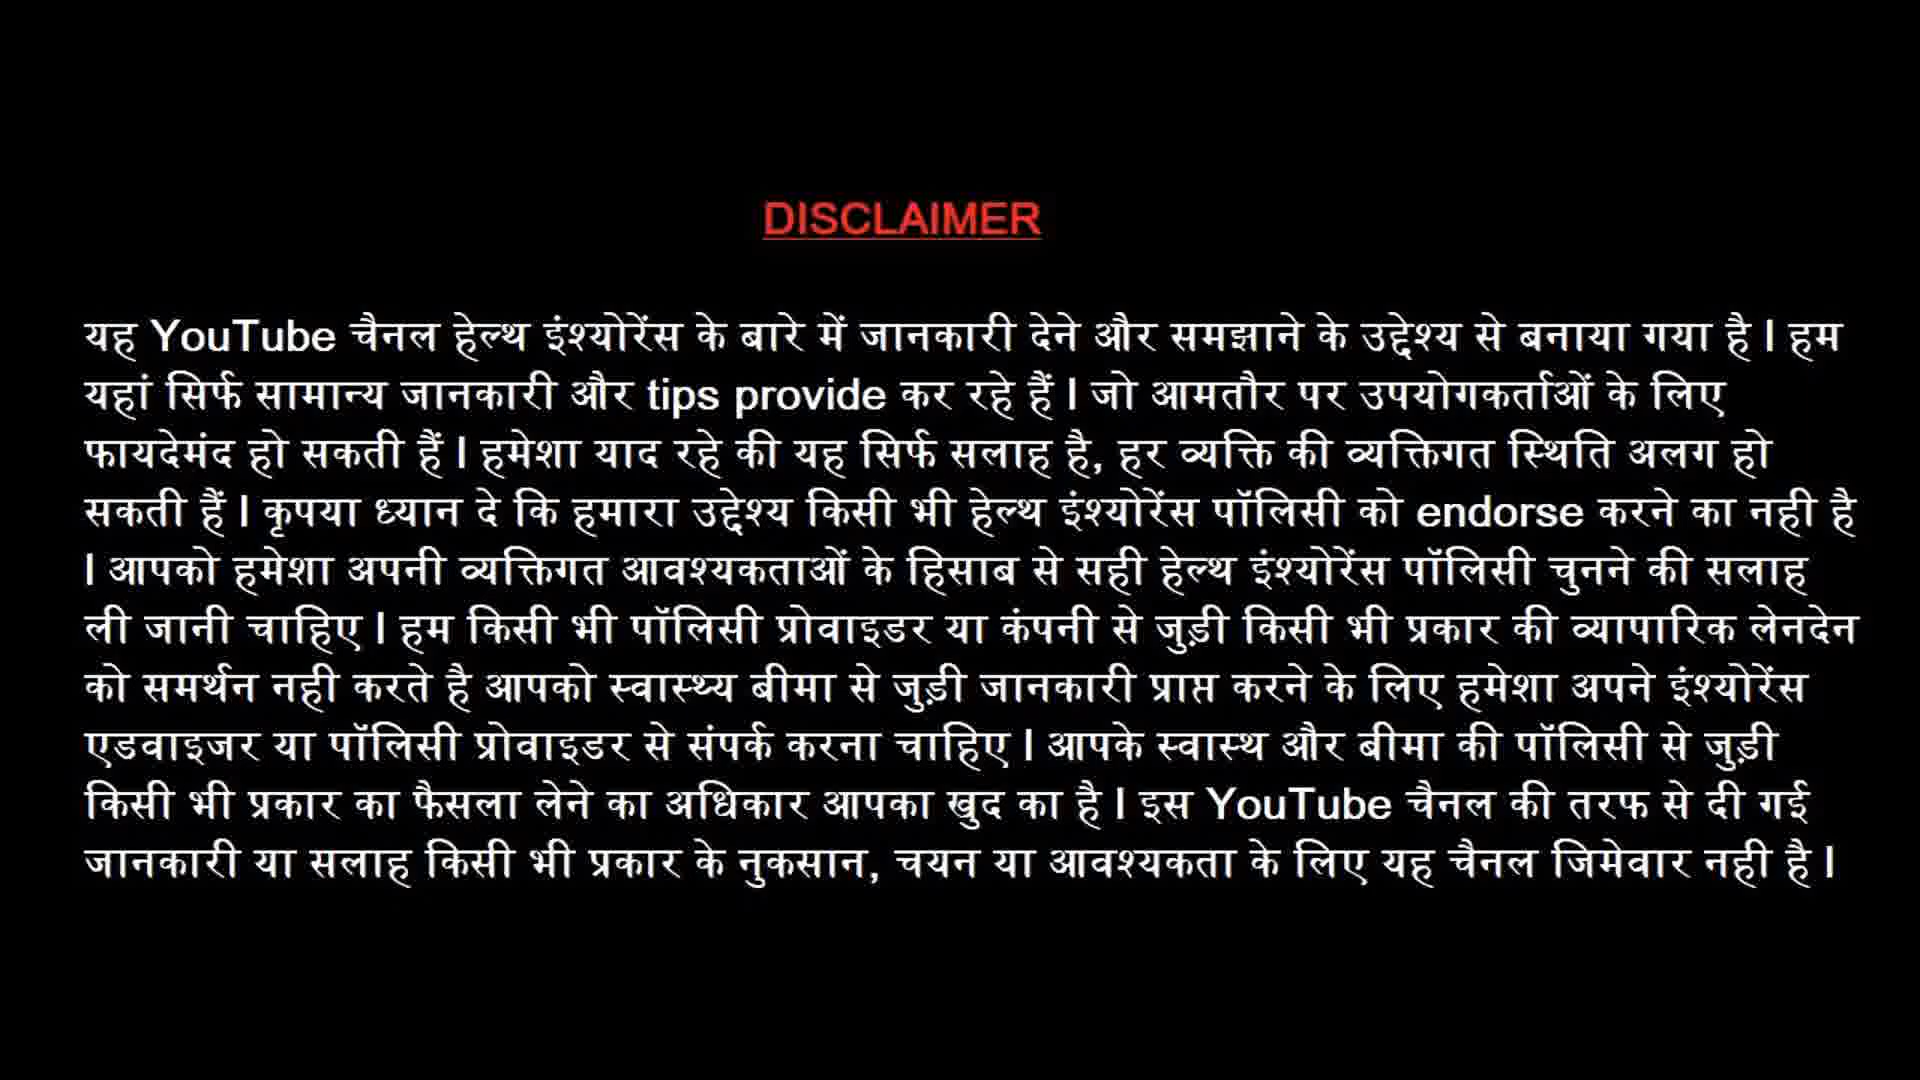 DISCLAIMER
यह YouTube चैनल हेल्थ इंश्योरेंस के बारे में जानकारी देने और समझाने के उद्देश्य से बनाया गया है । हम
यहां सिर्फ सामान्य जानकारी और tips provide कर रहे हैं । जो आमतौर पर उपयोगकर्ताओं के लिए
फायदेमंद हो सकती हैं । हमेशा याद रहे की यह सिर्फ सलाह है, हर व्यक्ति की व्यक्तिगत स्थिति अलग हो
सकती हैं । कृपया ध्यान दे कि हमारा उद्देश्य किसी भी हेल्थ इंश्योरेंस पॉलिसी को endorse करने का नही है
। आपको हमेशा अपनी व्यक्तिगत आवश्यकताओं के हिसाब से सही हेल्थ इंश्योरेंस पॉलिसी चुनने की सलाह
ली जानी चाहिए । हम किसी भी पॉलिसी प्रोवाइडर या कंपनी से जुड़ी किसी भी प्रकार की व्यापारिक लेनदेन
को समर्थन नही करते है आपको स्वास्थ्य बीमा से जुड़ी जानकारी प्राप्त करने के लिए हमेशा अपने इंश्योरेंस
एडवाइजर या पॉलिसी प्रोवाइडर से संपर्क करना चाहिए । आपके स्वास्थ और बीमा की पॉलिसी से जुड़ी
किसी भी प्रकार का फैसला लेने का अधिकार आपका खुद का है । इस YouTube चैनल की तरफ से दी गई
जानकारी या सलाह किसी भी प्रकार के नुकसान, चयन या आवश्यकता के लिए यह चैनल जिमेवार नही है ।